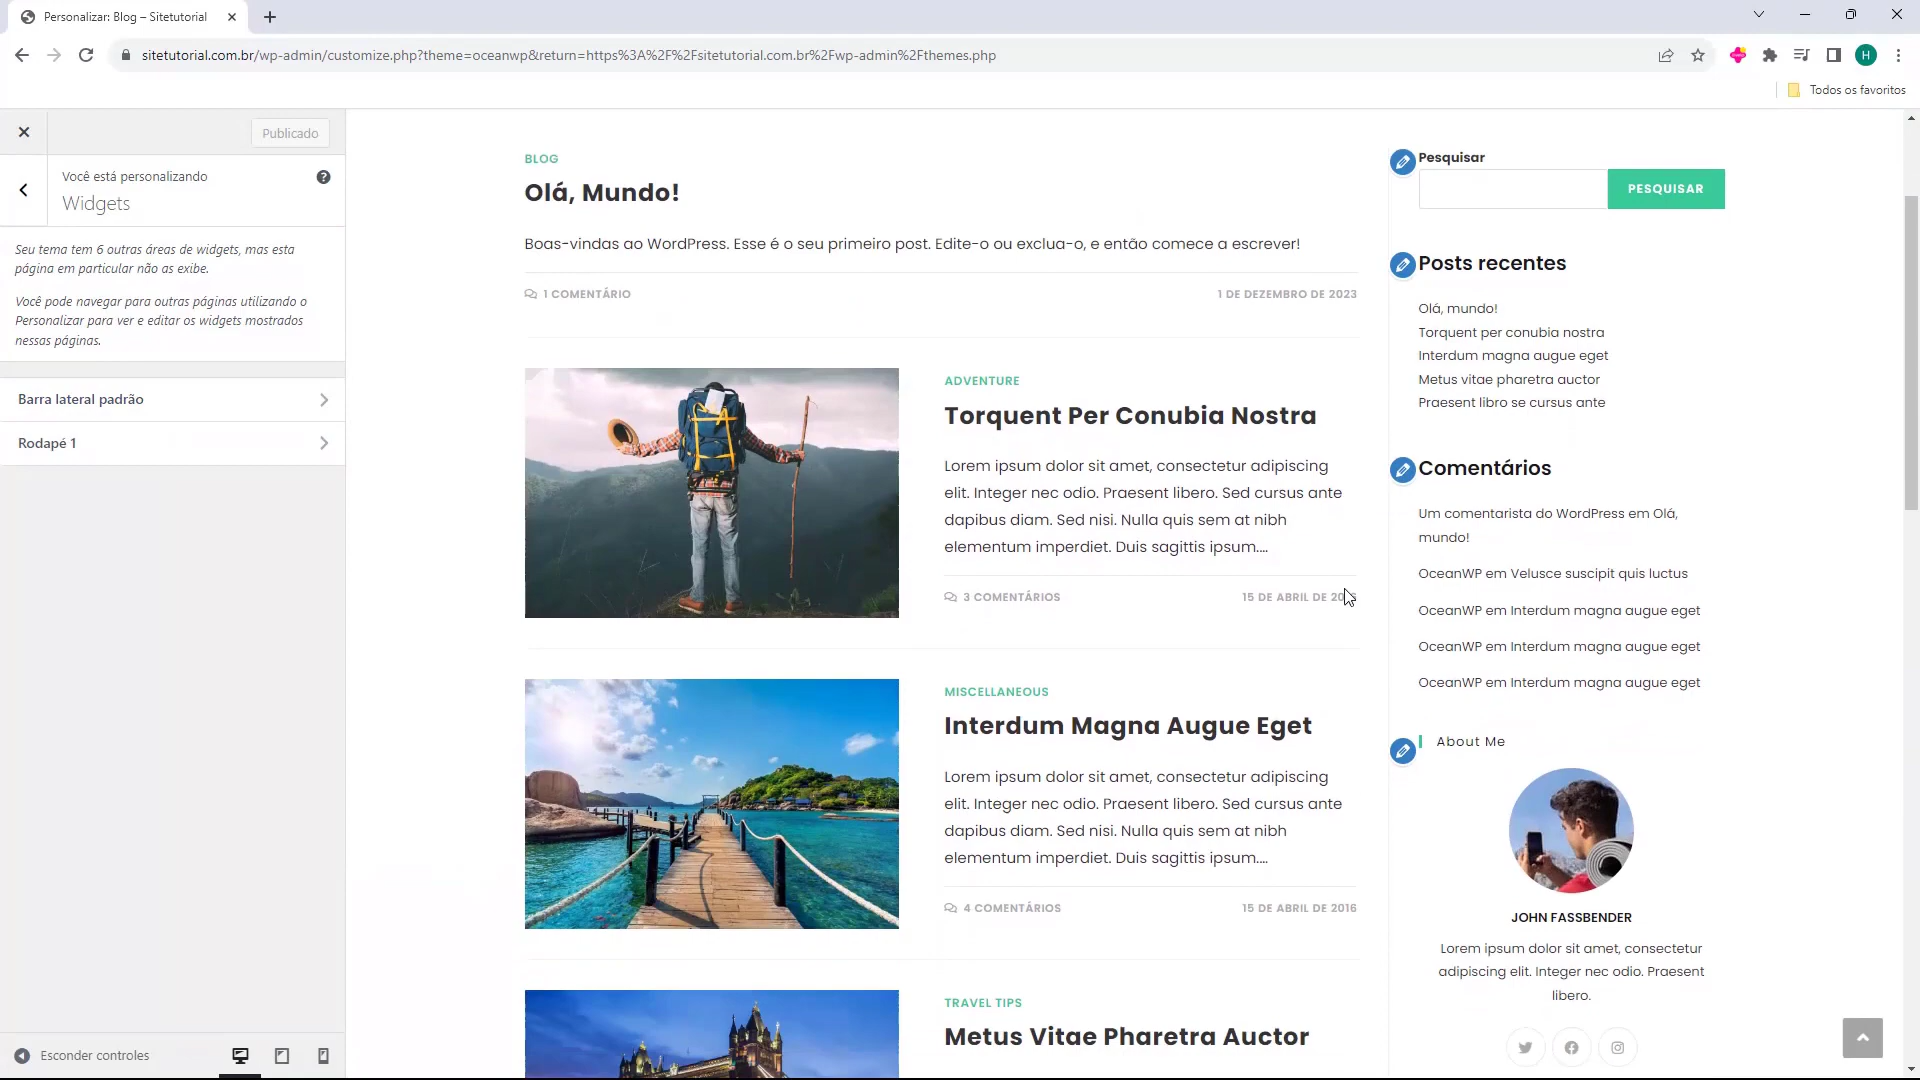 Personalizar: Blog – Sitetutorial
sitetutorial.com.br/wp-admin/customize.php?theme=oceanwp&return=https%3A%2F%2Fsitetutorial.com.br%2Fwp-admin%2Fthemes.php
H
Todos os favoritos
Publicado
Você está personalizando
Widgets
Seu tema tem 6 outras áreas de widgets, mas esta
página em particular não as exibe.
Você pode navegar para outras páginas utilizando o
Personalizar para ver e editar os widgets mostrados
nessas páginas.
Barra lateral padrão
Rodapé 1
Esconder controles
BLOG
Olá, Mundo!
Boas-vindas ao WordPress. Esse é o seu primeiro post. Edite-o ou exclua-o, e então comece a escrever!
1 COMENTÁRIO
1 DE DEZEMBRO DE 2023
ADVENTURE
Torquent Per Conubia Nostra
Lorem ipsum dolor sit amet, consectetur adipiscing
elit. Integer nec odio. Praesent libero. Sed cursus ante
dapibus diam. Sed nisi. Nulla quis sem at nibh
elementum imperdiet. Duis sagittis ipsum....
3 COMENTÁRIOS
15 DE ABRIL DE
MISCELLANEOUS
Interdum Magna Augue Eget
Lorem ipsum dolor sit amet, consectetur adipiscing
elit. Integer nec odio. Praesent libero. Sed cursus ante
dapibus diam. Sed nisi. Nulla quis sem at nibh
elementum imperdiet. Duis sagittis ipsum....
4 COMENTÁRIOS
15 DE ABRIL DE 2016
TRAVEL TIPS
Metus Vitae Pharetra Auctor
Pesquisar
PESQUISAR
Posts recentes
Olá, mundo!
Torquent per conubia nostra
Interdum magna augue eget
Metus vitae pharetra auctor
Praesent libro se cursus ante
Comentários
Um comentarista do WordPress em Olá,
mundo!
OceanWP em Velusce suscipit quis luctus
OceanWP em Interdum magna augue eget
OceanWP em Interdum magna augue eget
OceanWP em Interdum magna augue eget
About Me
JOHN FASSBENDER
Lorem ipsum dolor sit amet, consectetur
adipiscing elit. Integer nec odio. Praesent
libero.